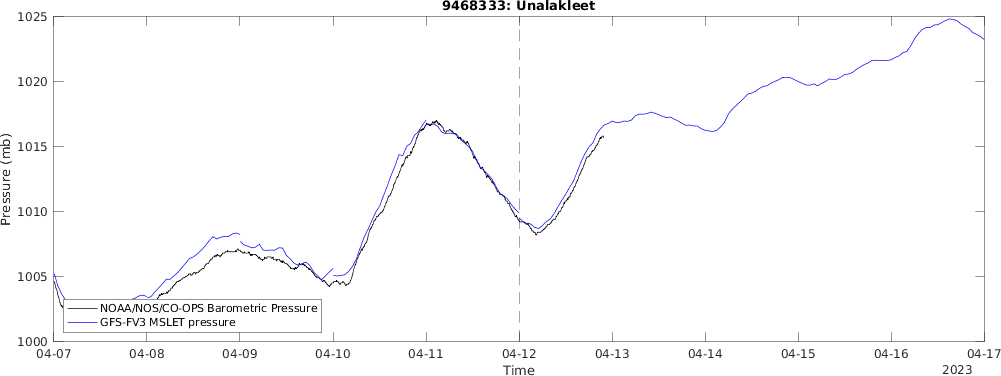 9468333: Unalakleet
1025
1020
1015
1010
1005
1000
Pressure (mb)
NOAA/NOS/CO-OPS Barometric Pressure
GFS-FV3 MSLET pressure
04-07 04-08 04-09 04-10 04-11 04-12 04-13 04-14 04-15 04-16 04-17
Time
2023